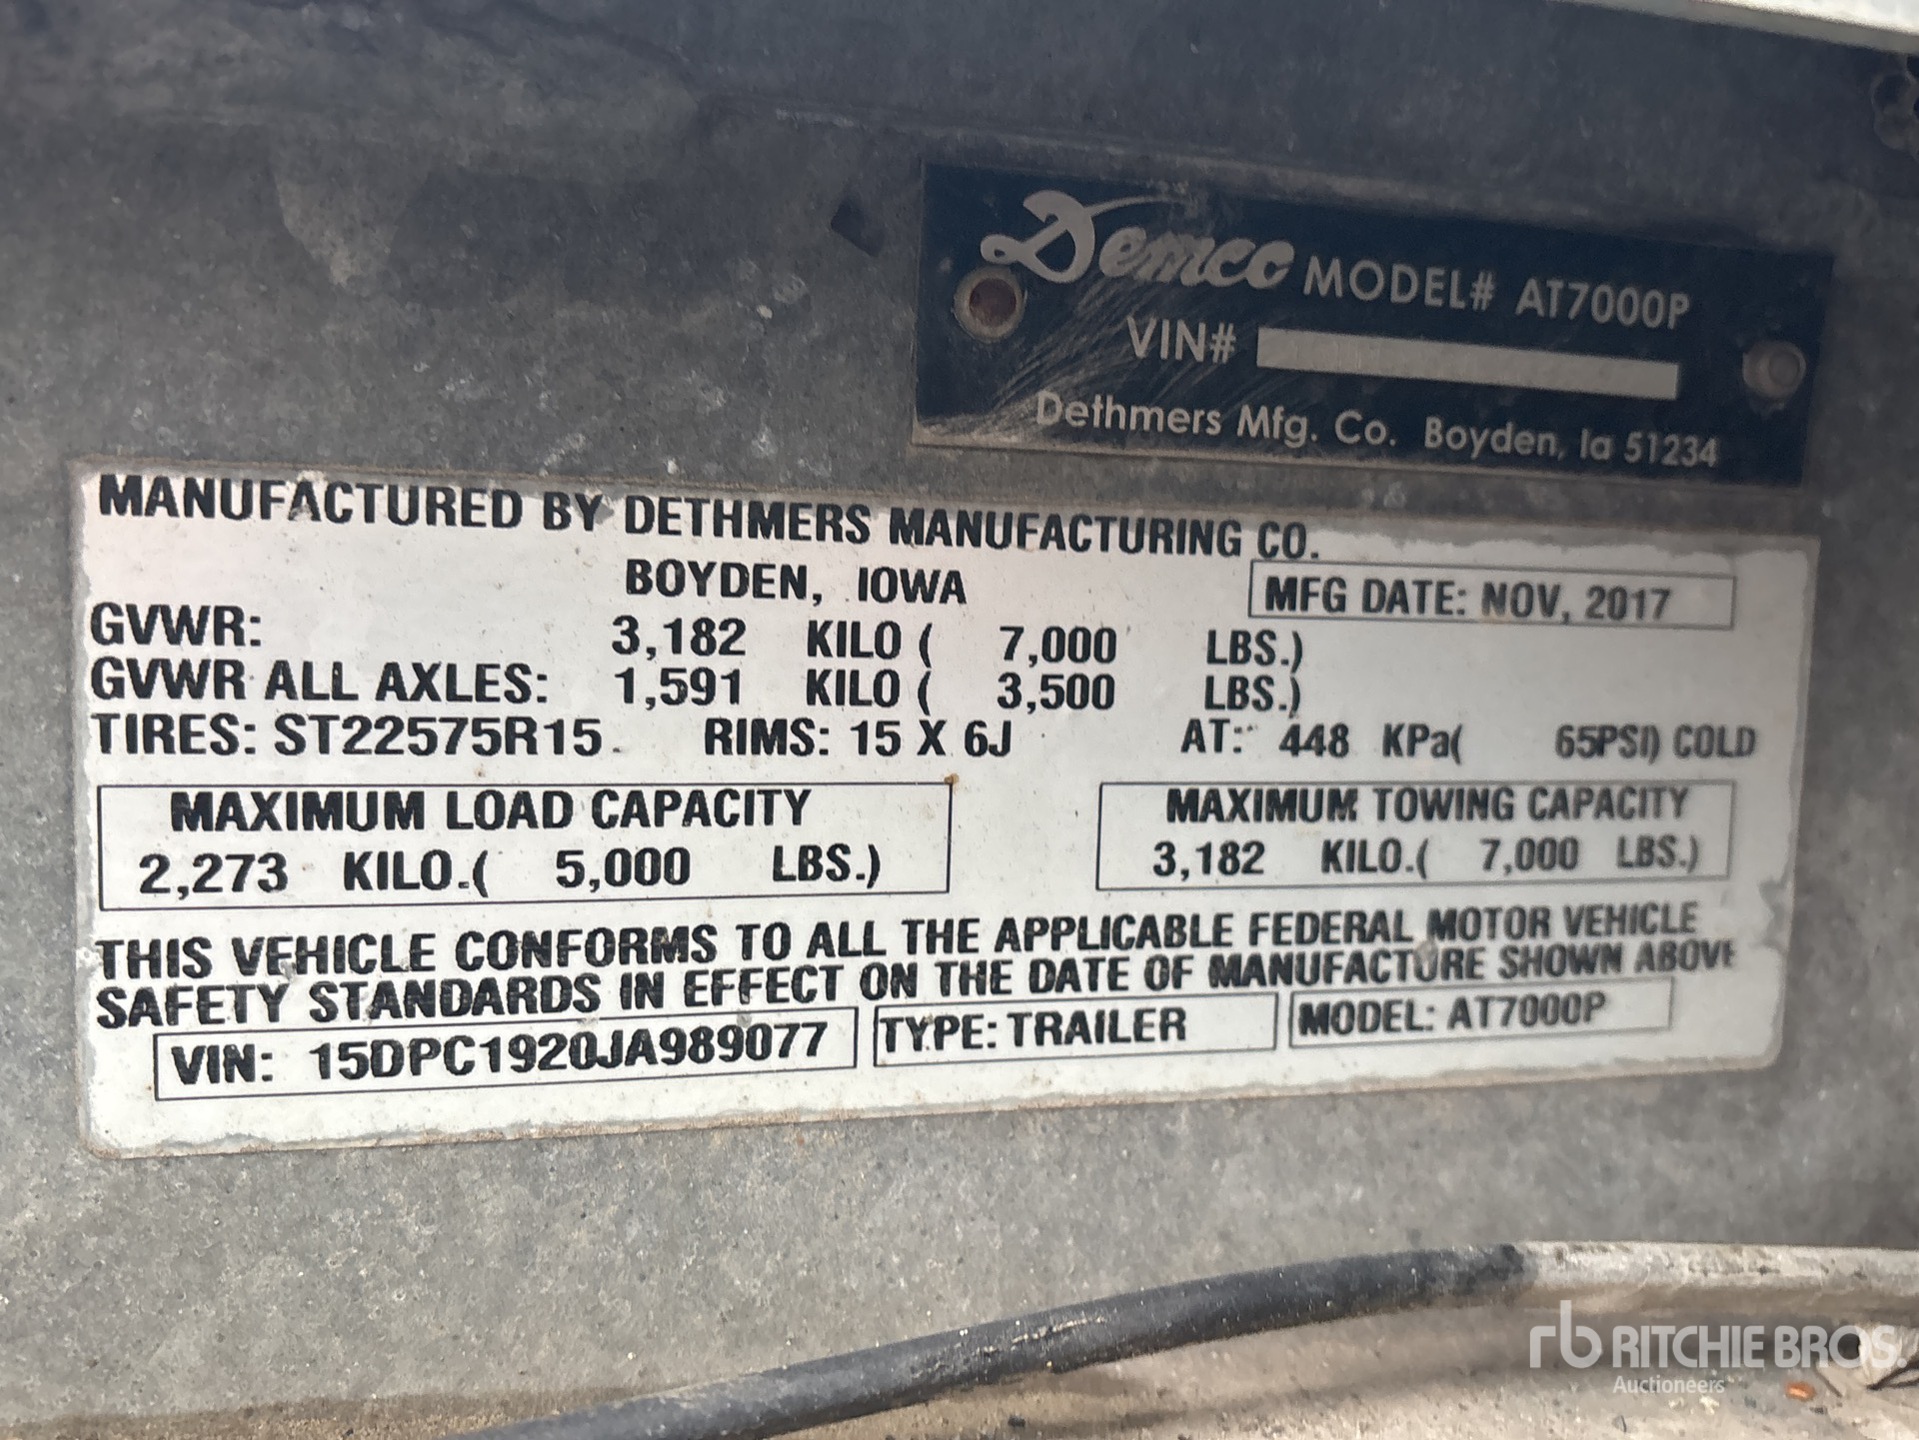 Demco MODEL# AT7000P
VIN#
Dethmers Mfg. Co. Boyden, Ia 51234
MANUFACTURED BY DETHMERS MANUFACTURING CO.
BOYDEN, IOWA
MFG DATE: NOV, 2017
GVWR: 3,182 KILO ( 7,000 LBS.)
GVWR ALL AXLES: 1,591 KILO ( 3,500 LBS.)
TIRES: ST22575R15 RIMS: 15 X 6J AT: 448 KPa( 65PSI) COLD
MAXIMUM LOAD CAPACITY
2,273 KILO.( 5,000 LBS.)
MAXIMUM TOWING CAPACITY
3,182 KILO.( 7,000 LBS.)
THIS VEHICLE CONFORMS TO ALL THE APPLICABLE FEDERAL MOTOR VEHICLE
SAFETY STANDARDS IN EFFECT ON THE DATE OF MANUFACTURE SHOWN ABOVE
VIN: 15DPC1920JA989077 TYPE: TRAILER MODEL: AT7000P
rb RITCHIE BROS.
Auctioneers